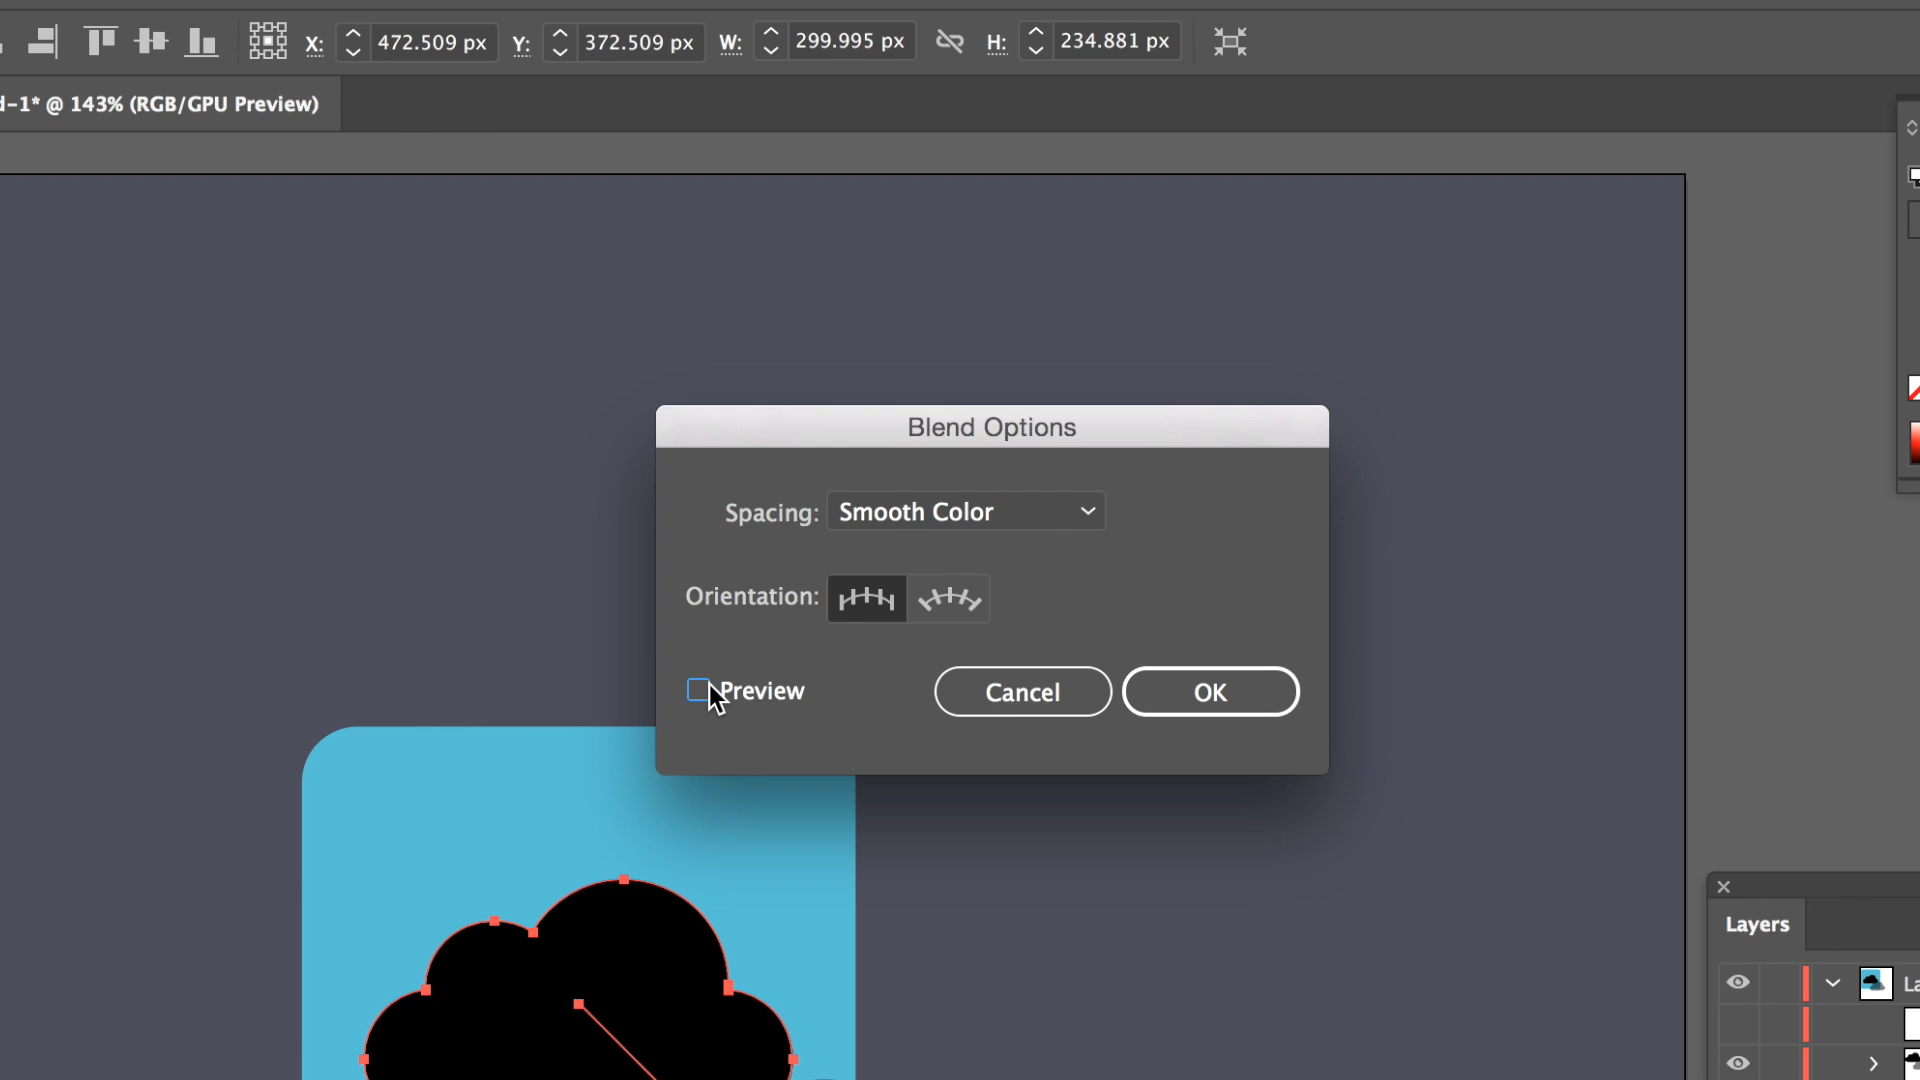 X: 472.509 px Y: 372.509 px W: 299.995 px H: 234.881 px
d-1* @ 143% (RGB/GPU Preview)
Blend Options
Spacing: Smooth Color
Orientation:
Preview Cancel OK
Layers
La